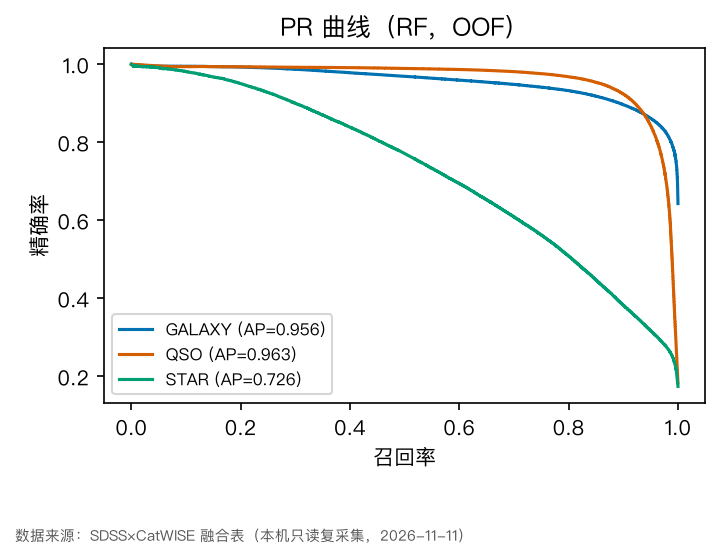 PR 曲线（RF，OOF）
精确率
1.0
0.8
0.6
0.4
0.2
GALAXY (AP=0.956)
QSO (AP=0.963)
STAR (AP=0.726)
0.0 0.2 0.4 0.6 0.8 1.0
召回率
数据来源：SDSS×CatWISE 融合表（本机只读复采集，2026-11-11）